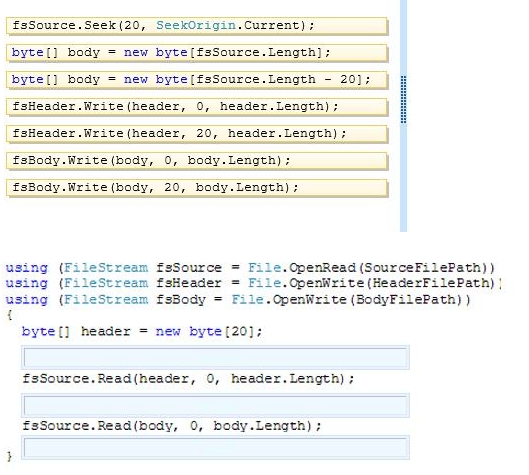 fsSource.Seek(20, SeekOrigin.Current);
byte[] body = new byte[fsSource.Length];
byte[] body = new byte[fsSource.Length - 20];
fsHeader.Write(header, 0, header.Length);
fsHeader.Write(header, 20, header.Length);
fsBody.Write(body, 0, body.Length);
fsBody.Write(body, 20, body.Length);
using (FileStream fsSource = File.OpenRead(SourceFilePath))
using (FileStream fsHeader = File.OpenWrite(HeaderFilePath))
using (FileStream fsBody = File.OpenWrite(BodyFilePath))
{
byte[] header = new byte[20];
fsSource.Read(header, 0, header.Length);
fsSource.Read(body, 0, body.Length);
}